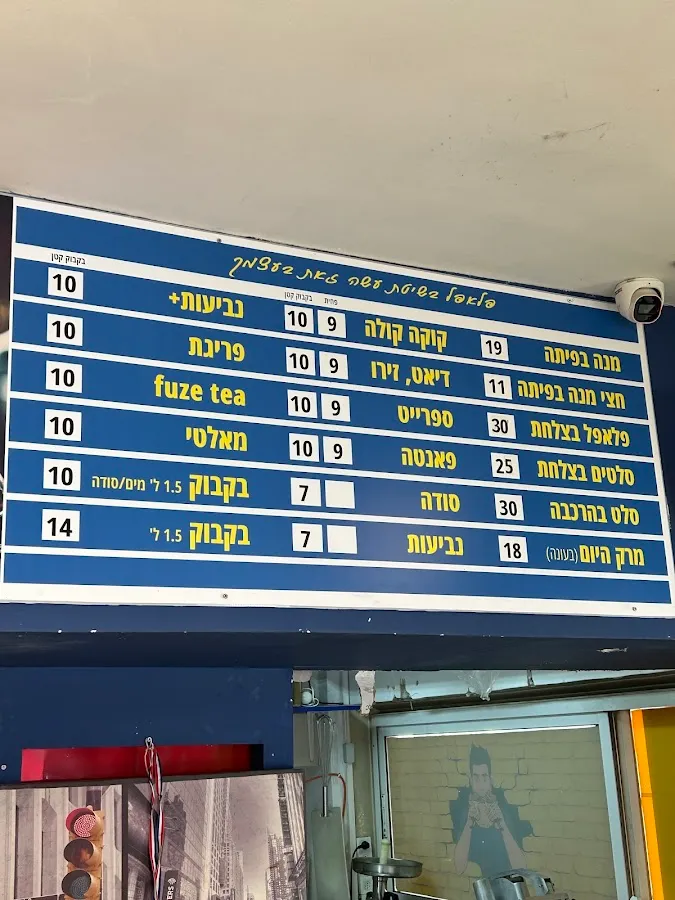 פלאפל בשיטת עשה זאת בעצמך
מנה בפיתה 19
חצי מנה בפיתה 11
פלאפל בצלחת 30
סלטים בצלחת 25
סלט בהרכבה 30
מרק היום (בעונה) 18
פחית בקבוק קטן
קוקה קולה 9 10
דיאט, זירו 9 10
ספרייט 9 10
פאנטה 9 10
סודה 7
נביעות 7
בקבוק קטן
נביעות+ 10
פריגת 10
fuze tea 10
מאלטי 10
בקבוק 1.5 ל' מים/סודה 10
בקבוק 1.5 ל' 14